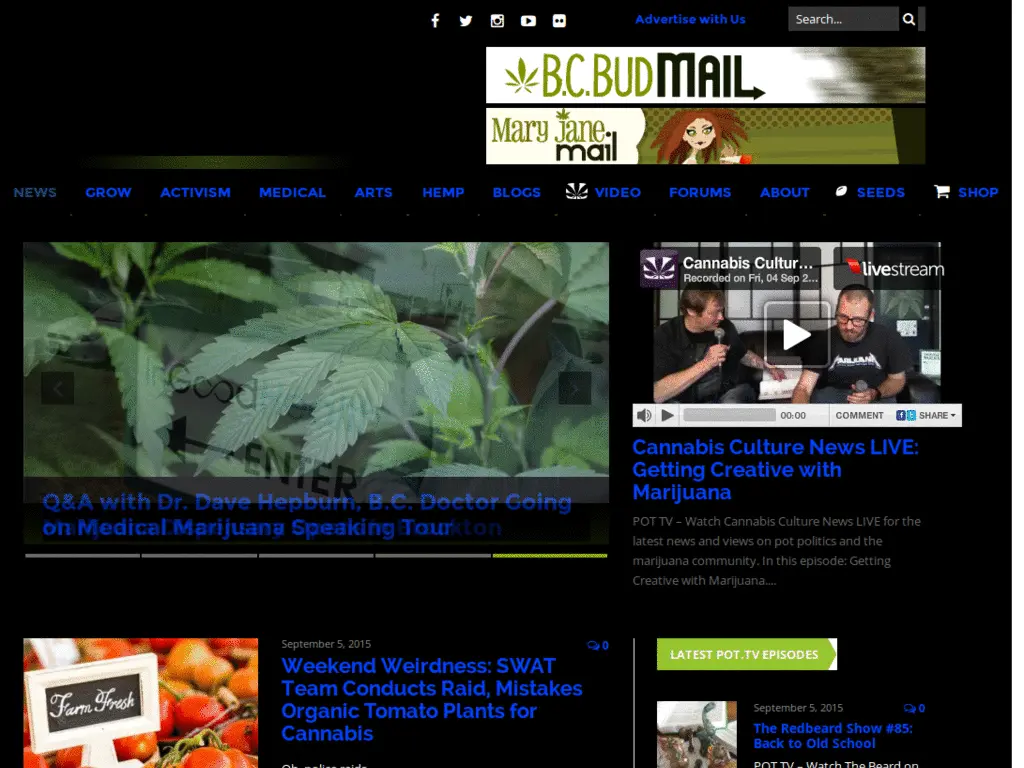 Advertise with Us
Search...
B.C.BUDMAIL
Mary Jane
mail
NEWS GROW ACTIVISM MEDICAL ARTS HEMP BLOGS VIDEO FORUMS ABOUT SEEDS SHOP
Good
ENTER
Q&A with Dr. Dave Hepburn, B.C. Doctor Going
on Medical Marijuana Speaking Tour
Cannabis Cultur...
Recorded on Fri, 04 Sep 2...
livestream
00:00 COMMENT SHARE
Cannabis Culture News LIVE:
Getting Creative with
Marijuana
POT TV – Watch Cannabis Culture News LIVE for the
latest news and views on pot politics and the
marijuana community. In this episode: Getting
Creative with Marijuana....
Farm Fresh
September 5, 2015 0
Weekend Weirdness: SWAT
Team Conducts Raid, Mistakes
Organic Tomato Plants for
Cannabis
LATEST POT.TV EPISODES
September 5, 2015 0
The Redbeard Show #85:
Back to Old School
POT TV – Watch The Beard on